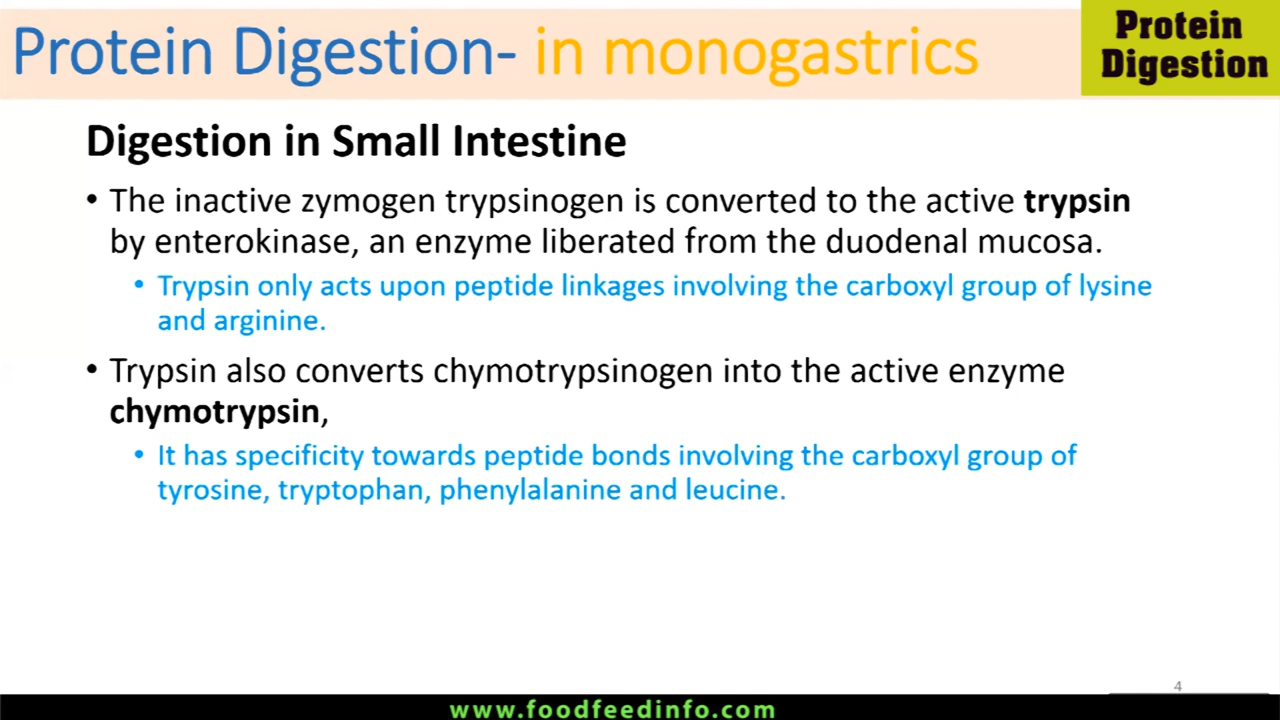 Protein Digestion- in monogastrics
Protein
Digestion
Digestion in Small Intestine
• The inactive zymogen trypsinogen is converted to the active trypsin
by enterokinase, an enzyme liberated from the duodenal mucosa.
• Trypsin only acts upon peptide linkages involving the carboxyl group of lysine
and arginine.
• Trypsin also converts chymotrypsinogen into the active enzyme
chymotrypsin,
• It has specificity towards peptide bonds involving the carboxyl group of
tyrosine, tryptophan, phenylalanine and leucine.
4
www.foodfeedinfo.com